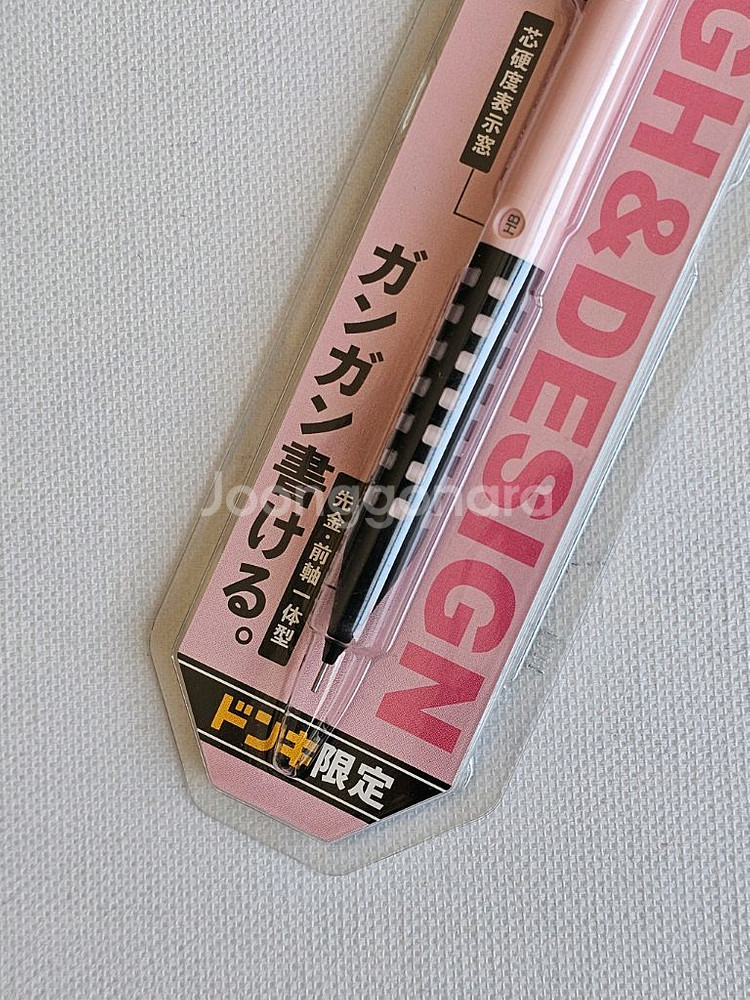 芯硬度表示窓
GH&DESIGN
HB
ガンガン書ける。
先金・前軸一体型
Joonggonara
ドンキ限定